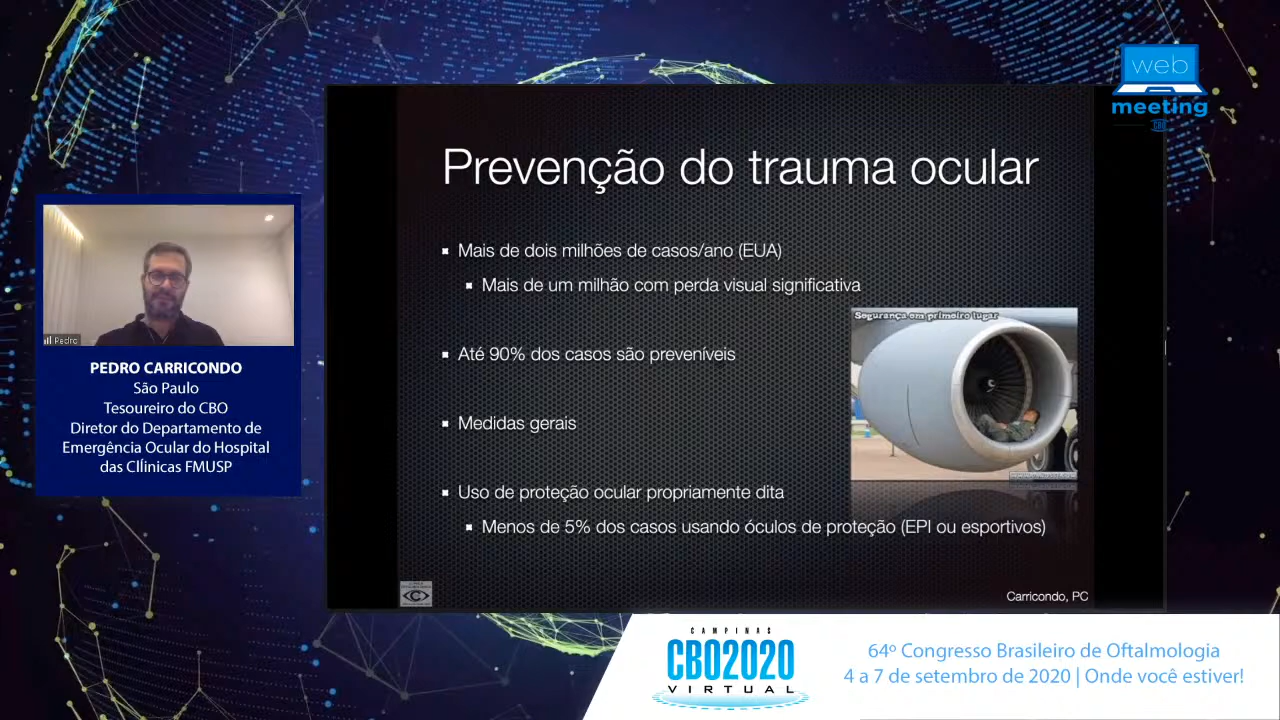 web
meeting
CBO
Prevenção do trauma ocular
Mais de dois milhões de casos/ano (EUA)
Mais de um milhão com perda visual significativa
Segurança em primeiro lugar
Até 90% dos casos são preveníveis
Medidas gerais
Uso de proteção ocular propriamente dita
Menos de 5% dos casos usando óculos de proteção (EPI ou esportivos)
Carricondo, PC
Pedro
PEDRO CARRICONDO
São Paulo
Tesoureiro do CBO
Diretor do Departamento de
Emergência Ocular do Hospital
das ClÍinicas FMUSP
CAMPINAS
CBO2020
VIRTUAL
64º Congresso Brasileiro de Oftalmologia
4 a 7 de setembro de 2020 | Onde você estiver!